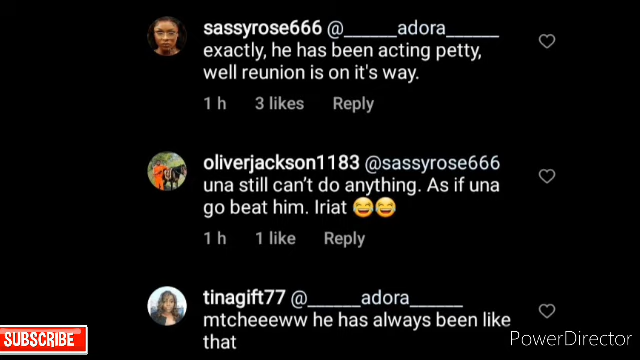 sassyrose666 @______adora______
exactly, he has been acting petty,
well reunion is on it's way.
1 h 3 likes Reply
oliverjackson1183 @sassyrose666
una still can't do anything. As if una
go beat him. Iriat 😂😂
1 h 1 like Reply
tinagift77 @______adora______
mtcheeeww he has always been like
that
SUBSCRIBE
PowerDirector